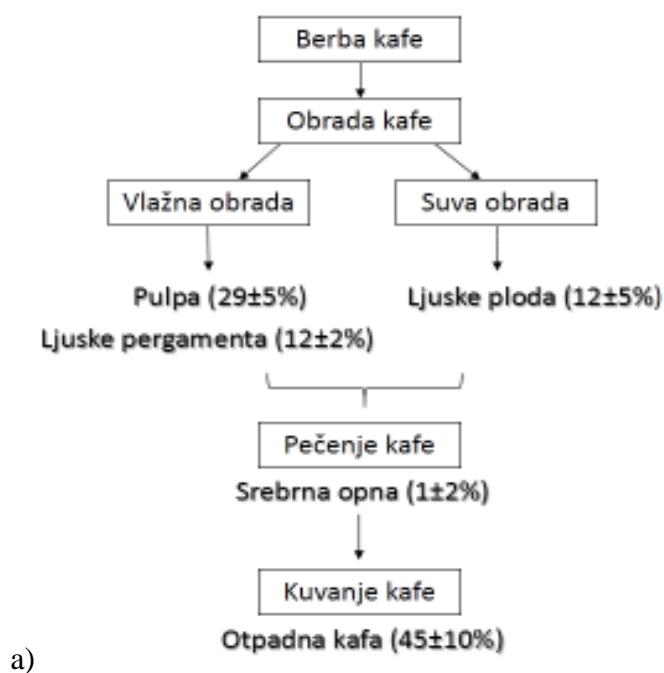 Berba kafe
Obrada kafe
Vlažna obrada
Suva obrada
Pulpa (29±5%)
Ljuske pergamenta (12±2%)
Ljuske ploda (12±5%)
Pečenje kafe
Srebrna opna (1±2%)
Kuvanje kafe
Otpadna kafa (45±10%)
a)